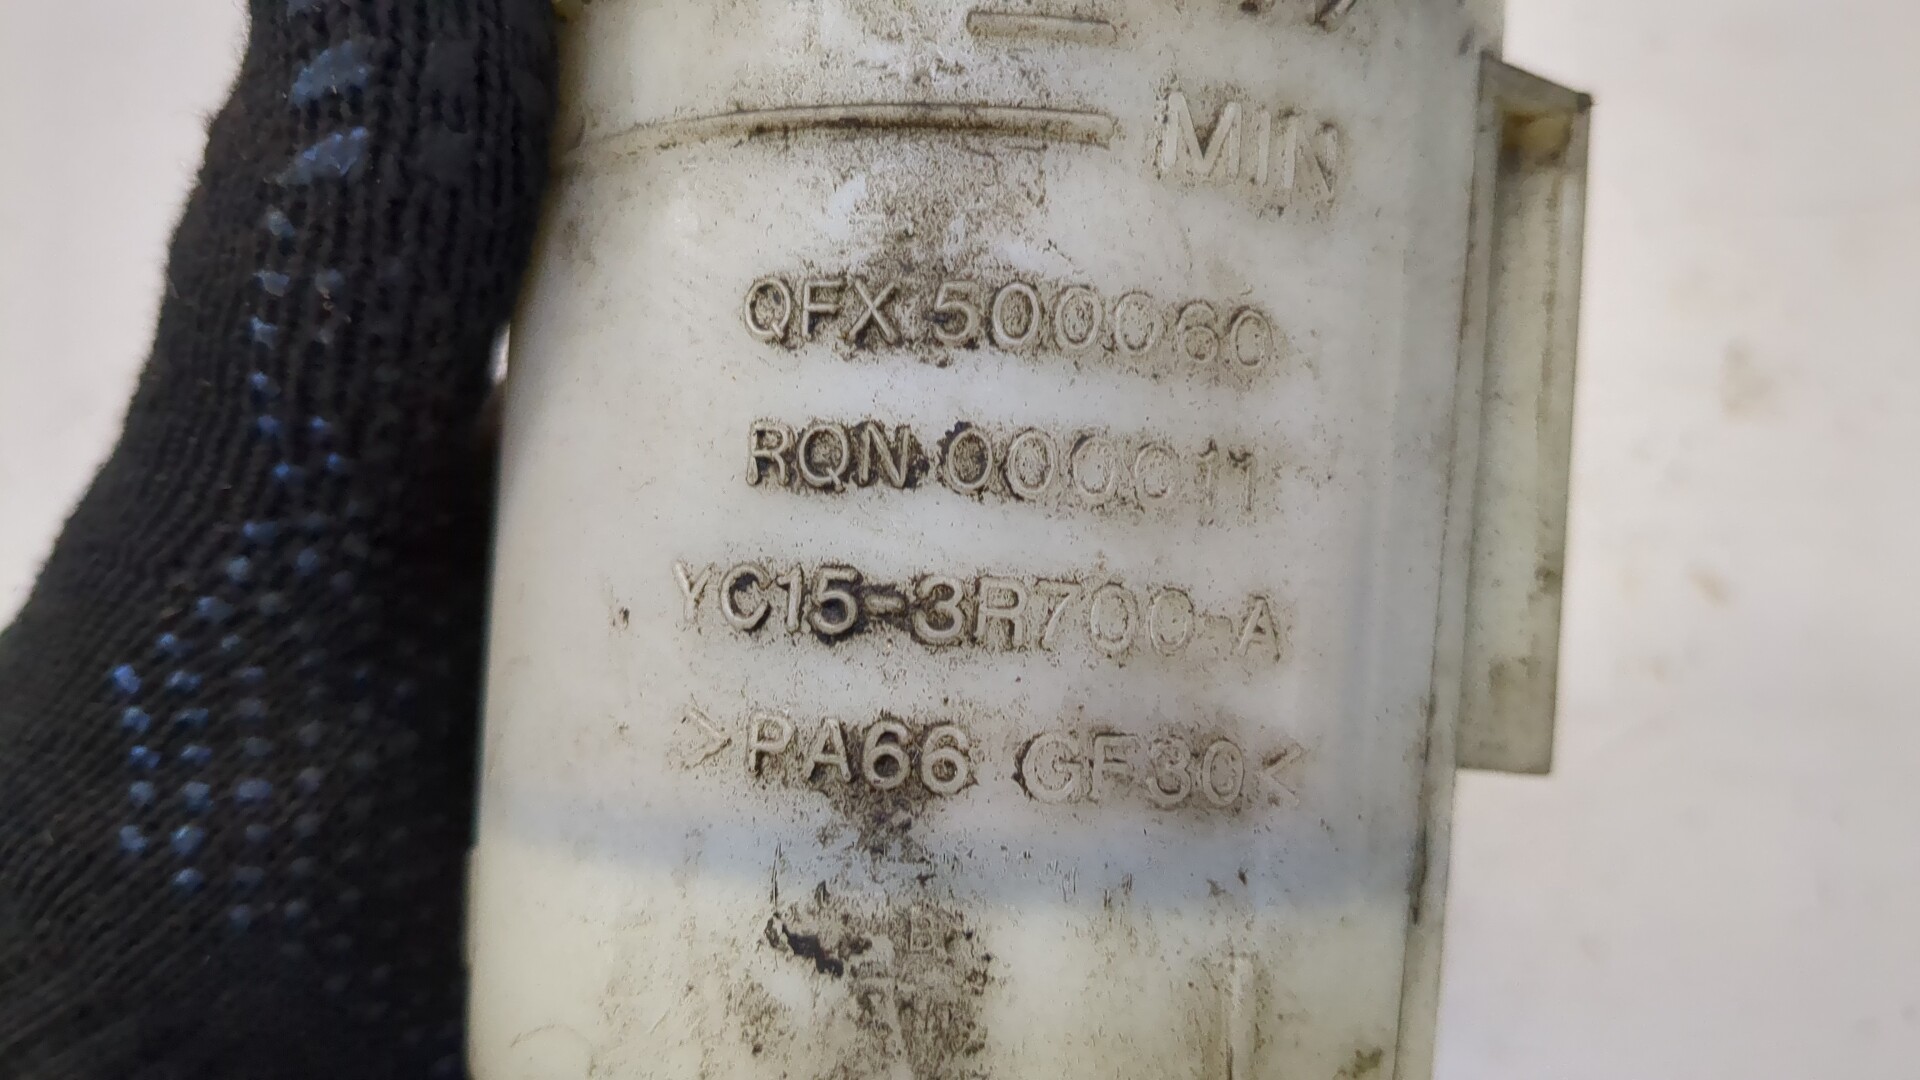 MIN
QFX 500060
RQN 000011
YC15-3R700-A
>PA66 GF30<